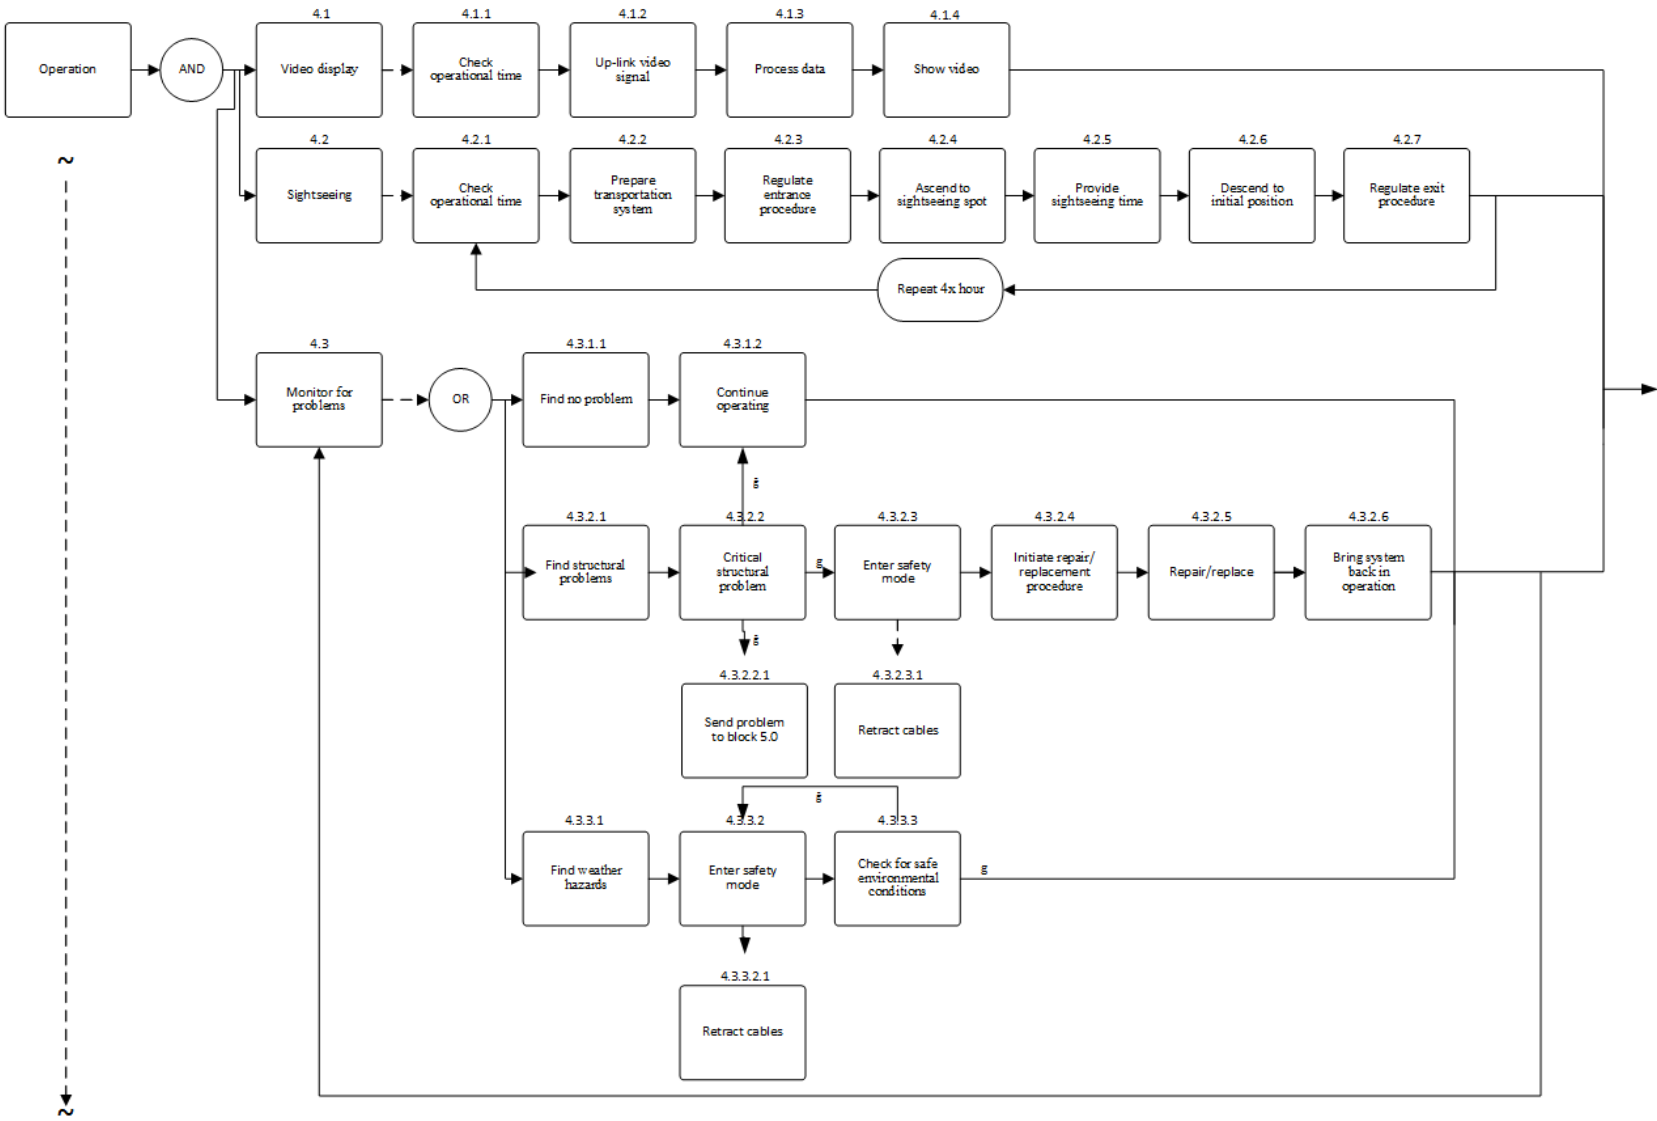 4.1
4.1.1
4.1.2
4.1.3
4.1.4
Operation
AND
Video display
Check
operational time
Up-link video
signal
Process data
Show video
~
4.2
4.2.1
4.2.2
4.2.3
4.2.4
4.2.5
4.2.6
4.2.7
Sightseeing
Check
operational time
Prepare
transportation
system
Regulate
entrance
procedure
Ascend to
sightseeing spot
Provide
sightseeing time
Descend to
initial position
Regulate exit
procedure
Repeat 4x hour
4.3
4.3.1.1
4.3.1.2
Monitor for
problems
OR
Find no problem
Continue
operating
ḡ
4.3.2.1
4.3.2.2
4.3.2.3
4.3.2.4
4.3.2.5
4.3.2.6
Find structural
problems
Critical
structural
problem
g
Enter safety
mode
Initiate repair/
replacement
procedure
Repair/replace
Bring system
back in
operation
ḡ
4.3.2.2.1
4.3.2.3.1
Send problem
to block 5.0
Retract cables
ḡ
4.3.3.1
4.3.3.2
4.3.3.3
Find weather
hazards
Enter safety
mode
Check for safe
environmental
conditions
g
4.3.3.2.1
Retract cables
~